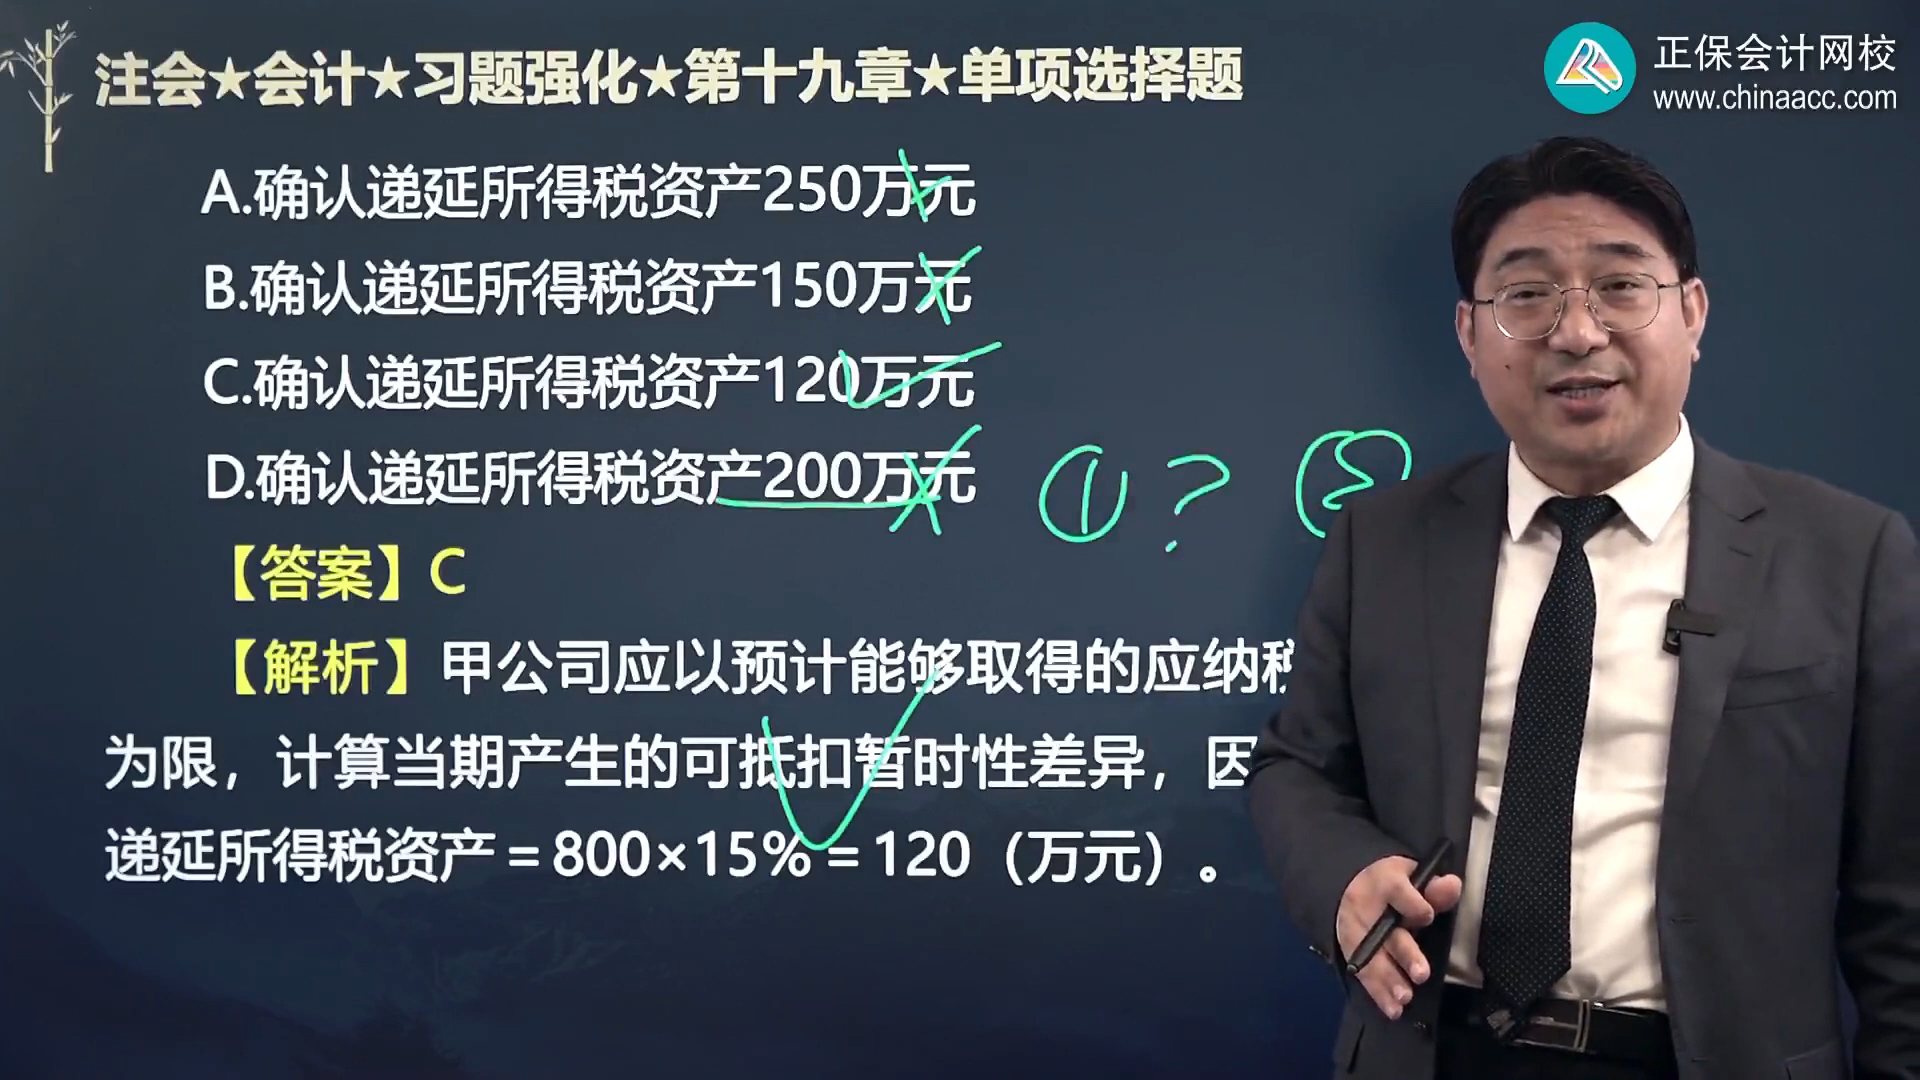 注会★会计★习题强化★第十九章★单项选择题
正保会计网校
www.chinaacc.com
A.确认递延所得税资产250万元
B.确认递延所得税资产150万元
C.确认递延所得税资产120万元
D.确认递延所得税资产200万元
① ? ②
【答案】C
【解析】甲公司应以预计能够取得的应纳税
为限，计算当期产生的可抵扣暂时性差异，因
递延所得税资产＝800×15%＝120（万元）。